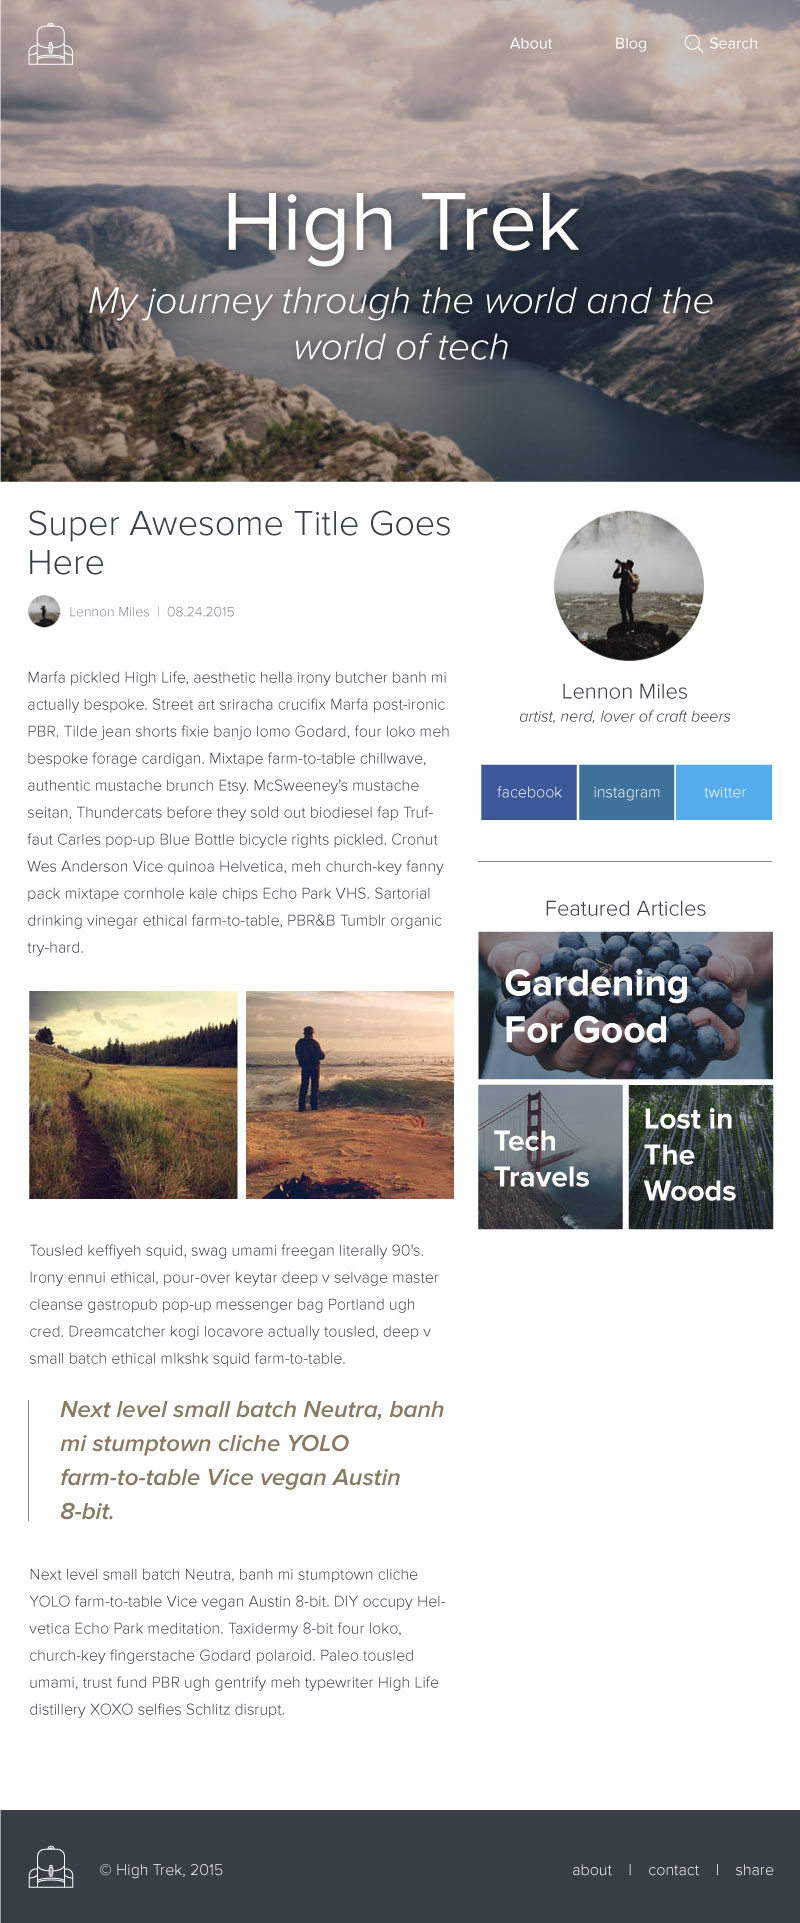 About Blog Search
High Trek
My journey through the world and the
world of tech
Super Awesome Title Goes
Here
Lennon Miles | 08.24.2015
Marfa pickled High Life, aesthetic hella irony butcher banh mi
actually bespoke. Street art sriracha crucifix Marfa post-ironic
PBR. Tilde jean shorts fixie banjo lomo Godard, four loko meh
bespoke forage cardigan. Mixtape farm-to-table chillwave,
authentic mustache brunch Etsy. McSweeney's mustache
seitan, Thundercats before they sold out biodiesel fap Truf-
faut Carles pop-up Blue Bottle bicycle rights pickled. Cronut
Wes Anderson Vice quinoa Helvetica, meh church-key fanny
pack mixtape cornhole kale chips Echo Park VHS. Sartorial
drinking vinegar ethical farm-to-table, PBR&B Tumblr organic
try-hard.
Tousled keffiyeh squid, swag umami freegan literally 90's.
Irony ennui ethical, pour-over keytar deep v selvage master
cleanse gastropub pop-up messenger bag Portland ugh
cred. Dreamcatcher kogi locavore actually tousled, deep v
small batch ethical mlkshk squid farm-to-table.
Next level small batch Neutra, banh
mi stumptown cliche YOLO
farm-to-table Vice vegan Austin
8-bit.
Next level small batch Neutra, banh mi stumptown cliche
YOLO farm-to-table Vice vegan Austin 8-bit. DIY occupy Hel-
vetica Echo Park meditation. Taxidermy 8-bit four loko,
church-key fingerstache Godard polaroid. Paleo tousled
umami, trust fund PBR ugh gentrify meh typewriter High Life
distillery XOXO selfies Schlitz disrupt.
Lennon Miles
artist, nerd, lover of craft beers
facebook instagram twitter
Featured Articles
Gardening
For Good
Tech
Travels
Lost in
The
Woods
© High Trek, 2015
about | contact | share